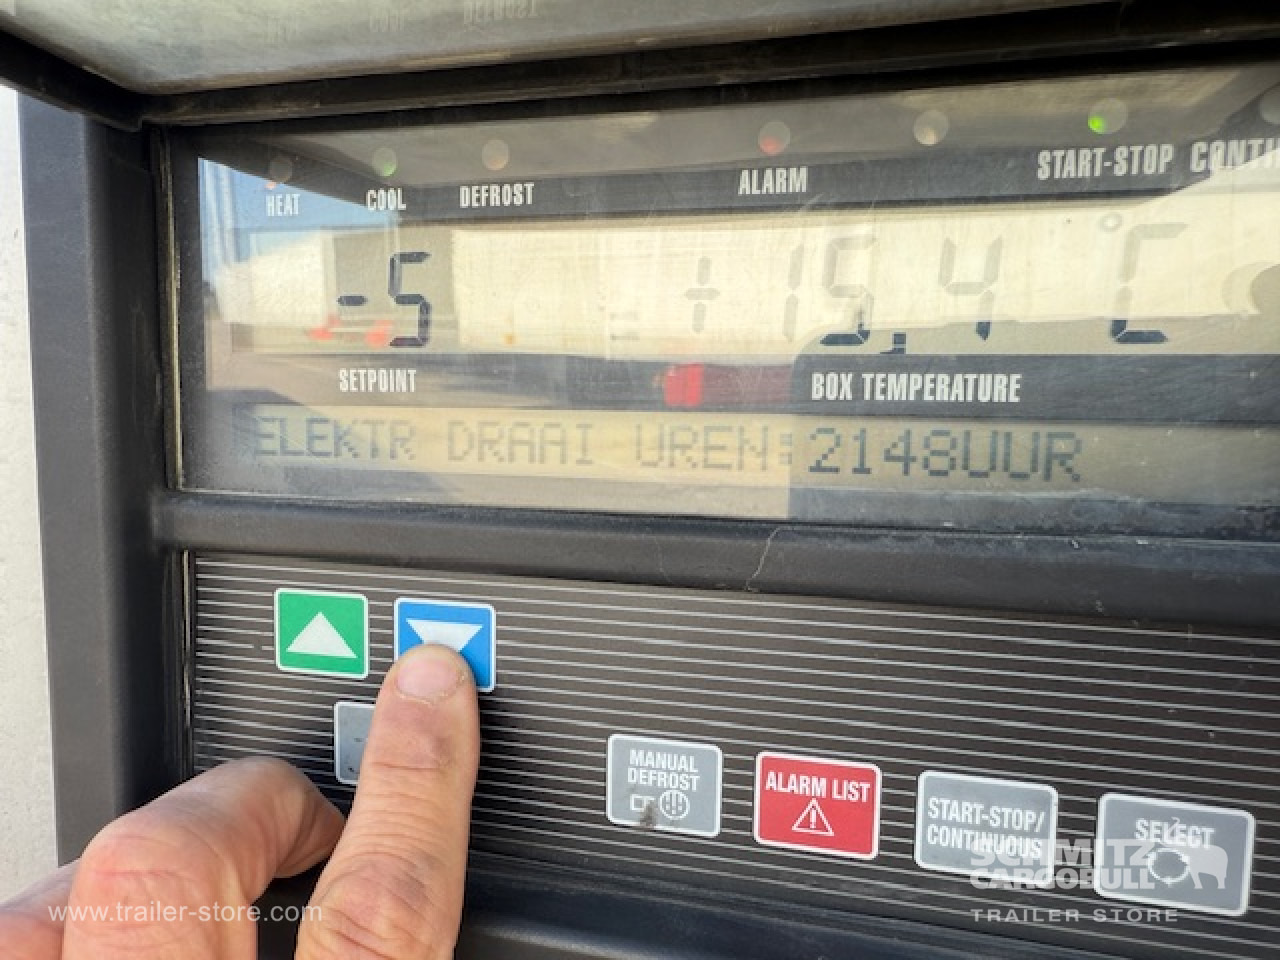 HEAT COOL DEFROST ALARM START-STOP
-5 +15.4 °C
SETPOINT BOX TEMPERATURE
ELEKTR DRAAI UREN:2148UUR
MANUAL
DEFROST
ALARM LIST
START-STOP/
CONTINUOUS
SELECT
SCHMITZ
CARGOBULL
TRAILER STORE
www.trailer-store.com